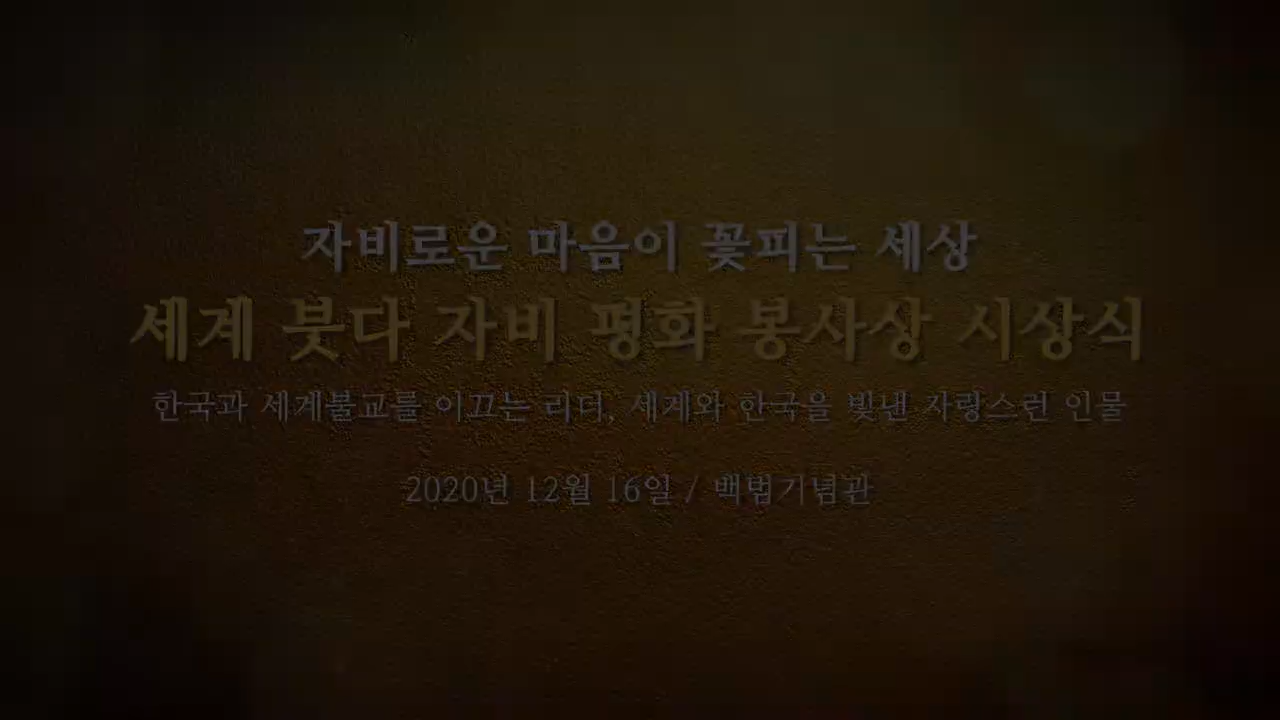 자비로운 마음이 꽃피는 세상
세계 붓다 자비 평화 봉사상 시상식
한국과 세계불교를 이끄는 리더, 세계와 한국을 빛낸 자랑스런 인물
2020년 12월 16일 / 백범기념관